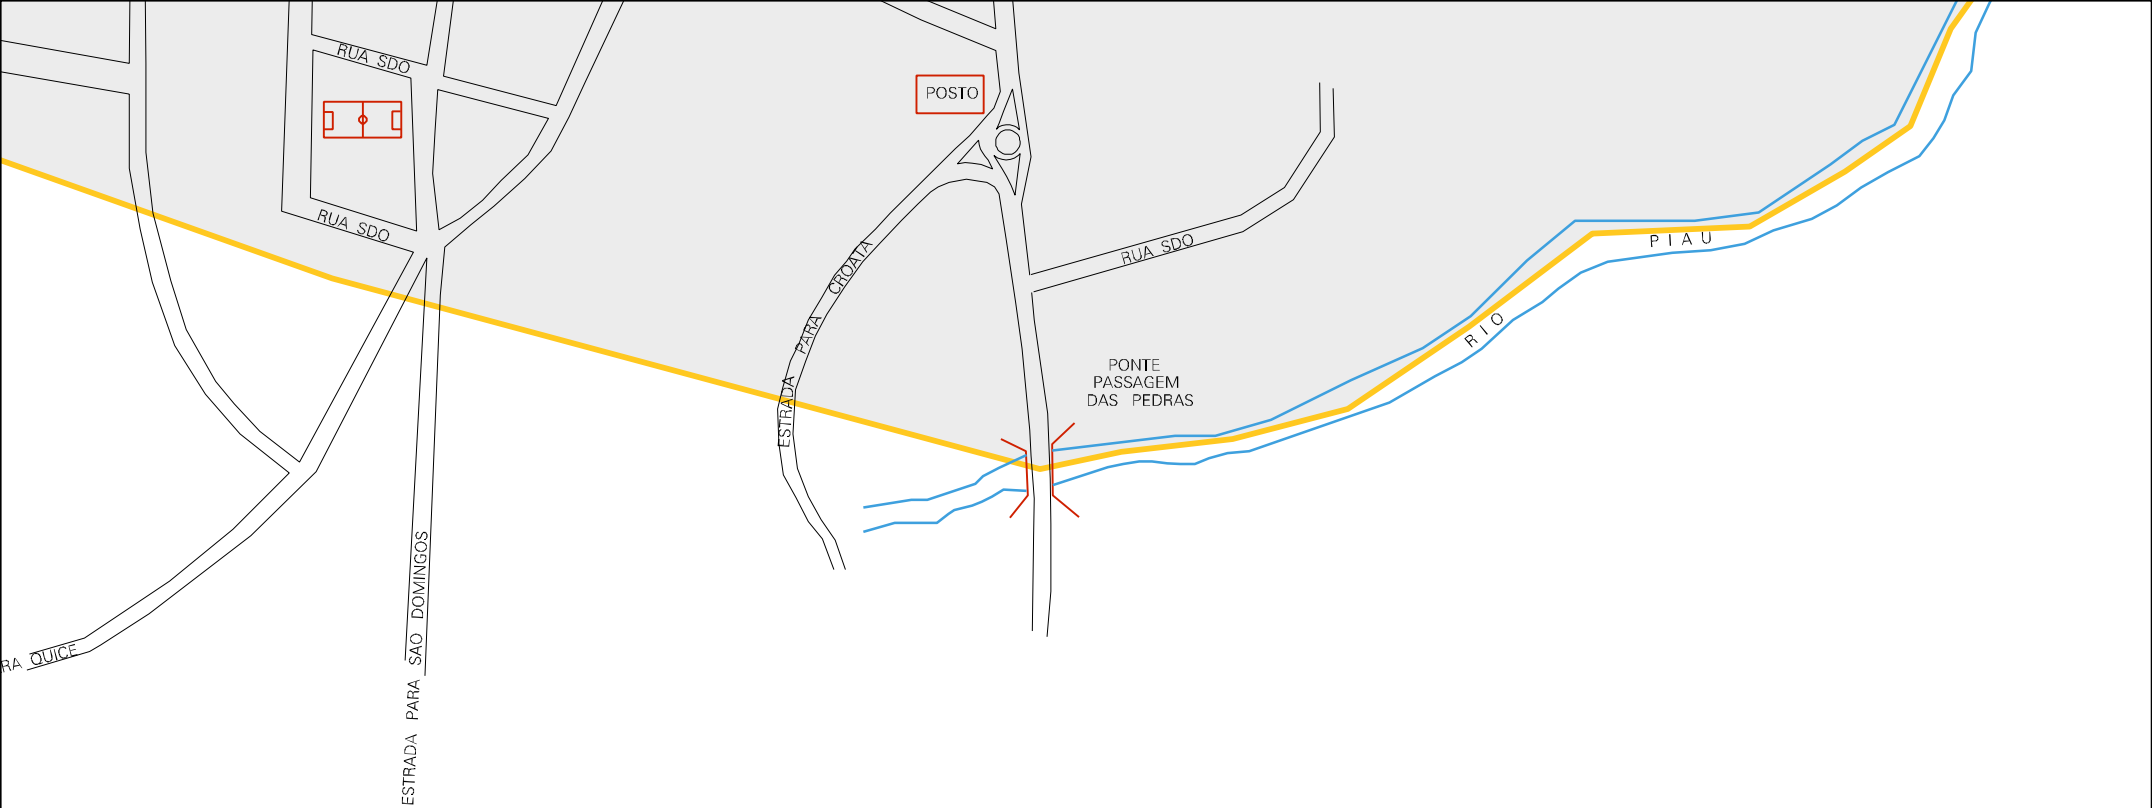 RUA SDO
POSTO
RUA SDO
RUA SDO
PIAU
ESTRADA PARA CROATA
RIO
PONTE
PASSAGEM
DAS PEDRAS
RA QUICE
ESTRADA PARA SAO DOMINGOS